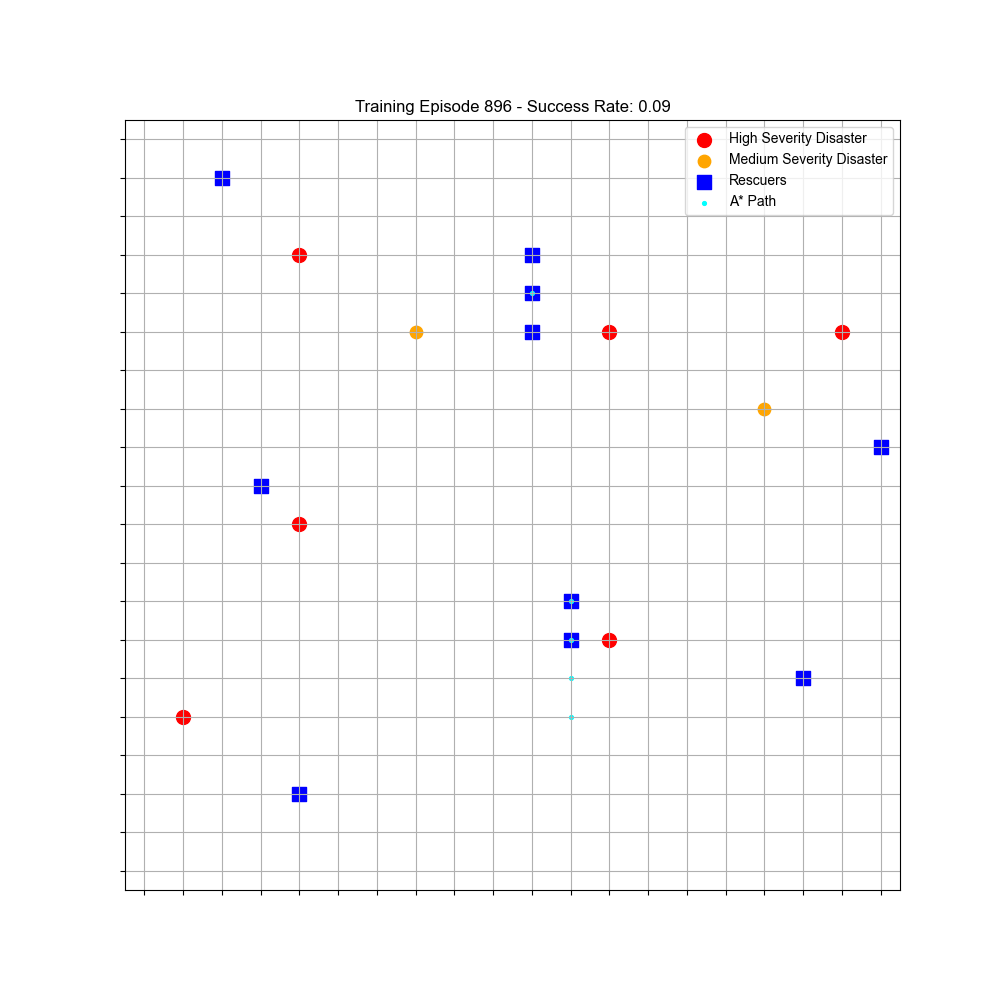 Training Episode 896 - Success Rate: 0.09
High Severity Disaster
Medium Severity Disaster
Rescuers
A* Path